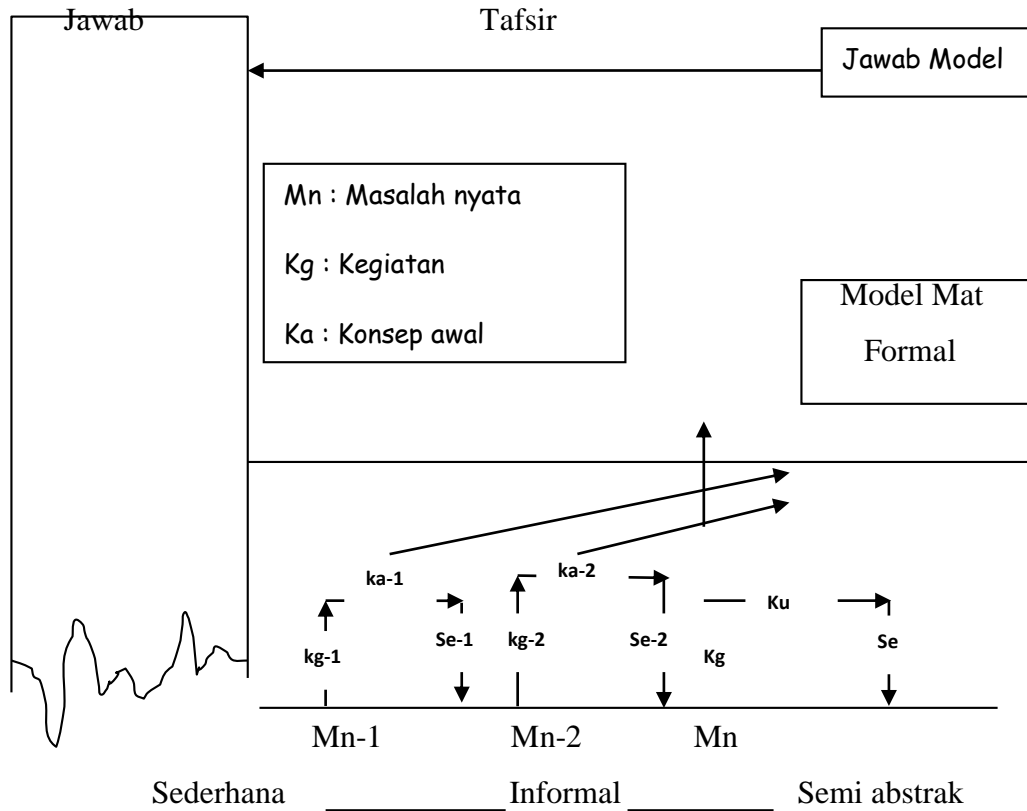 Jawab Tafsir
Jawab Model
Mn : Masalah nyata
Kg : Kegiatan
Ka : Konsep awal
Model Mat
Formal
ka-1 ka-2
Ku
kg-1 Se-1 kg-2 Se-2 Kg Se
Mn-1 Mn-2 Mn
Sederhana Informal Semi abstrak